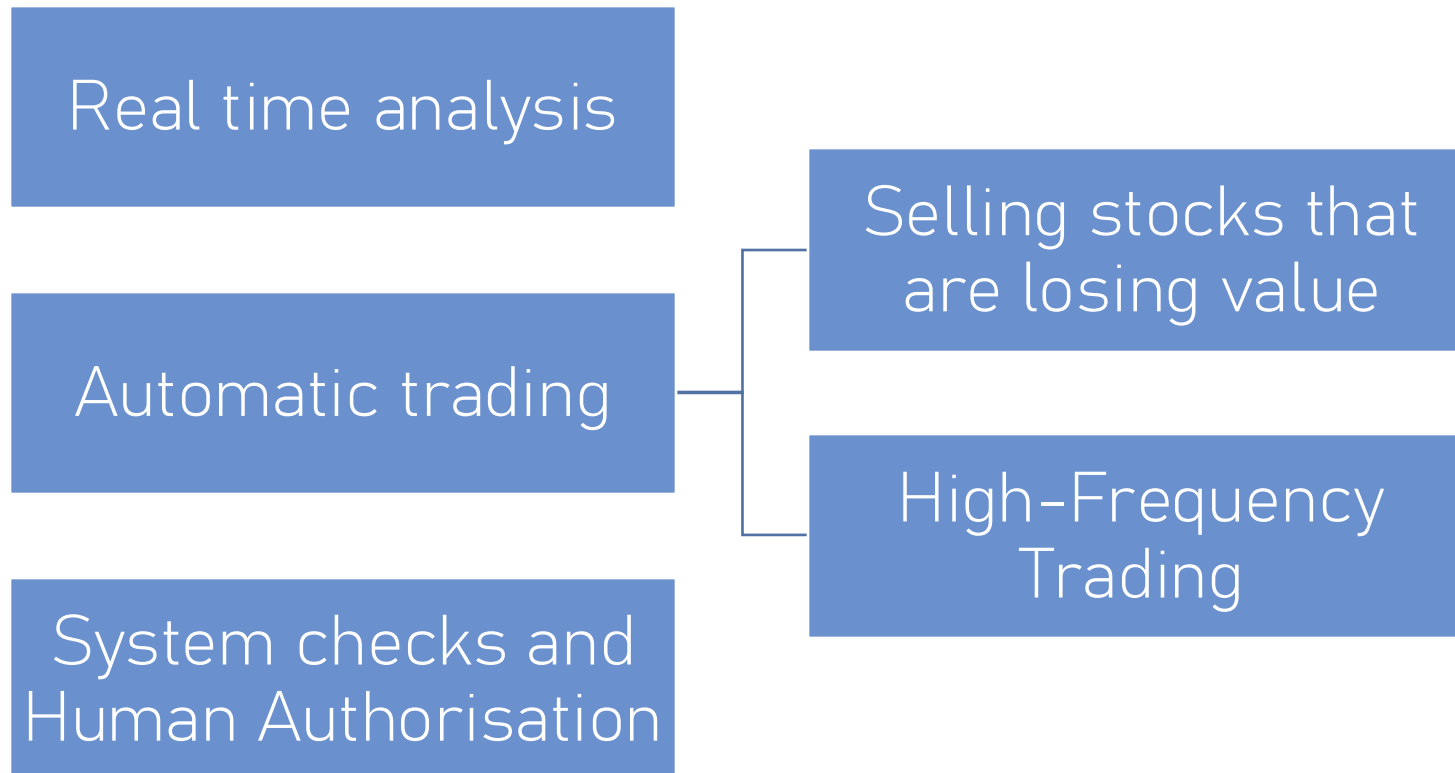 Real time analysis
Automatic trading
Selling stocks that
are losing value
High-Frequency
Trading
System checks and
Human Authorisation